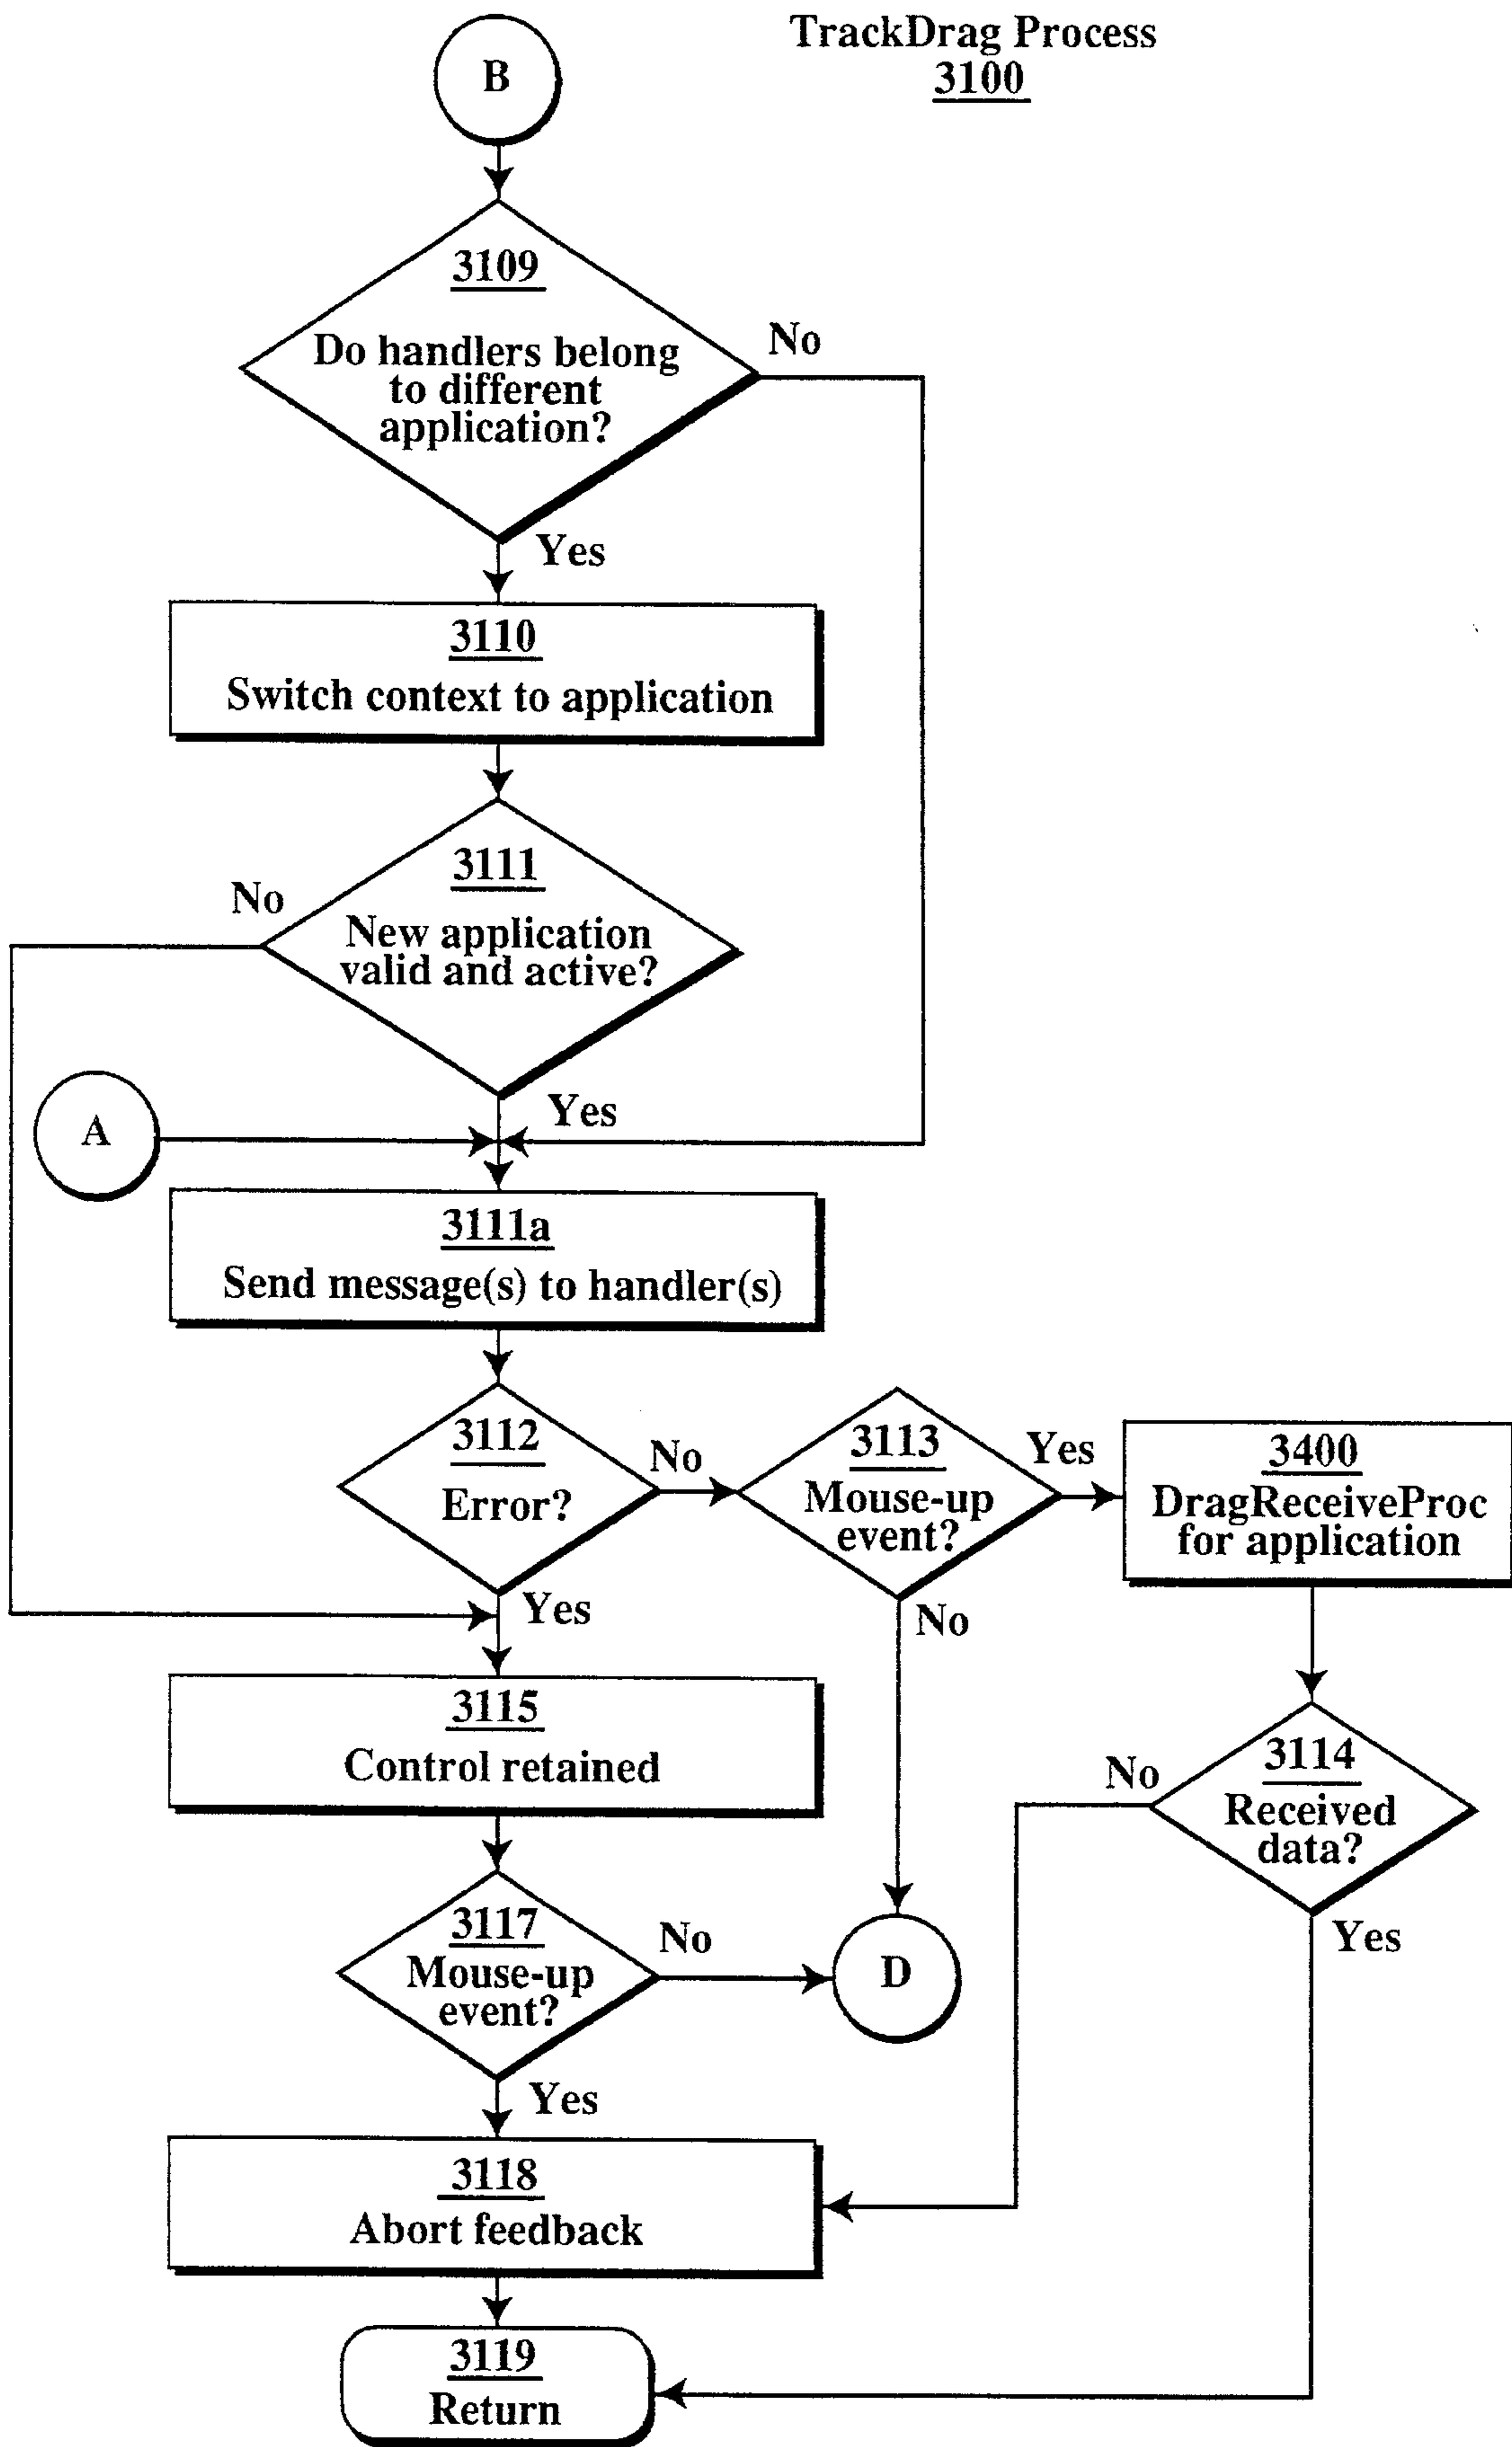 TrackDrag Process
3100
B
3109
Do handlers belong
to different
application?
No
Yes
3110
Switch context to application
3111
New application
valid and active?
No
Yes
A
3111a
Send message(s) to handler(s)
3112
Error?
No
Yes
3113
Mouse-up
event?
Yes
No
3400
DragReceiveProc
for application
3114
Received
data?
No
Yes
3115
Control retained
3117
Mouse-up
event?
No
Yes
D
3118
Abort feedback
3119
Return